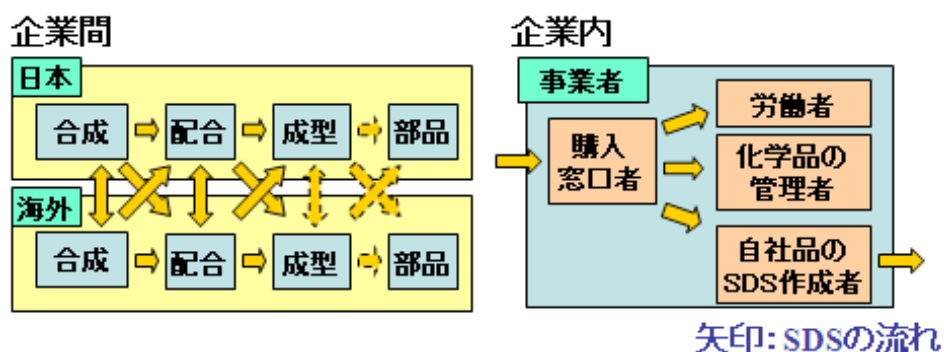 企業間
日本
合成
配合
成型
部品
海外
合成
配合
成型
部品
企業内
事業者
購入
窓口者
労働者
化学品の
管理者
自社品の
SDS作成者
矢印:SDSの流れ